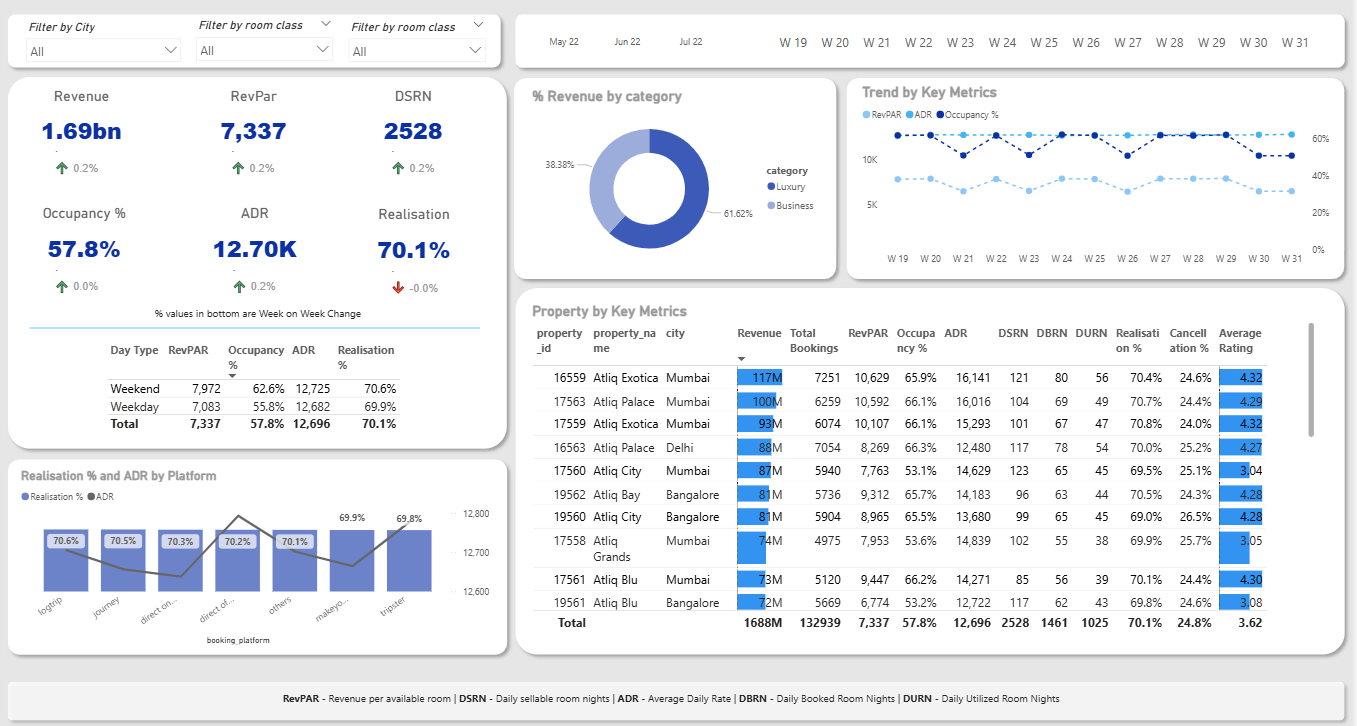 Filter by City
All
Filter by room class
All
Filter by room class
All
May 22 Jun 22 Jul 22
W 19 W 20 W 21 W 22 W 23 W 24 W 25 W 26 W 27 W 28 W 29 W 30 W 31
Revenue RevPar DSRN
1.69bn 7,337 2528
0.2% 0.2% 0.2%
Occupancy % ADR Realisation
57.8% 12.70K 70.1%
0.0% 0.2% -0.0%
% values in bottom are Week on Week Change
Day Type RevPAR Occupancy % ADR Realisation %
Weekend 7,972 62.6% 12,725 70.6%
Weekday 7,083 55.8% 12,682 69.9%
Total 7,337 57.8% 12,696 70.1%
Realisation % and ADR by Platform
Realisation % ADR
12,800
12,700
12,600
70.6% 70.5% 70.3% 70.2% 70.1% 69.9% 69.8%
logtrip journey direct on... direct of... others makeyo... tripster
booking_platform
% Revenue by category
38.38%
61.62%
category
Luxury
Business
Trend by Key Metrics
RevPAR ADR Occupancy %
10K
5K
60%
40%
20%
0%
W 19 W 20 W 21 W 22 W 23 W 24 W 25 W 26 W 27 W 28 W 29 W 30 W 31
Property by Key Metrics
property_id property_name city Revenue Total Bookings RevPAR Occupancy % ADR DSRN DBRN DURN Realisation % Cancellation % Average Rating
16559 Atliq Exotica Mumbai 117M 7251 10,629 65.9% 16,141 121 80 56 70.4% 24.6% 4.32
17563 Atliq Palace Mumbai 100M 6259 10,592 66.1% 16,016 104 69 49 70.7% 24.4% 4.29
17559 Atliq Exotica Mumbai 93M 6074 10,107 66.1% 15,293 101 67 47 70.8% 24.0% 4.32
16563 Atliq Palace Delhi 88M 7054 8,269 66.3% 12,480 117 78 54 70.0% 25.2% 4.27
17560 Atliq City Mumbai 87M 5940 7,763 53.1% 14,629 123 65 45 69.5% 25.1% 3.04
19562 Atliq Bay Bangalore 81M 5736 9,312 65.7% 14,183 96 63 44 70.5% 24.3% 4.28
19560 Atliq City Bangalore 81M 5904 8,965 65.5% 13,680 99 65 45 69.0% 26.5% 4.28
17558 Atliq Grands Mumbai 74M 4975 7,953 53.6% 14,839 102 55 38 69.9% 25.7% 3.05
17561 Atliq Blu Mumbai 73M 5120 9,447 66.2% 14,271 85 56 39 70.1% 24.4% 4.30
19561 Atliq Blu Bangalore 72M 5669 6,774 53.2% 12,722 117 62 43 69.8% 24.6% 3.08
Total 1688M 132939 7,337 57.8% 12,696 2528 1461 1025 70.1% 24.8% 3.62
RevPAR - Revenue per available room | DSRN - Daily sellable room nights | ADR - Average Daily Rate | DBRN - Daily Booked Room Nights | DURN - Daily Utilized Room Nights